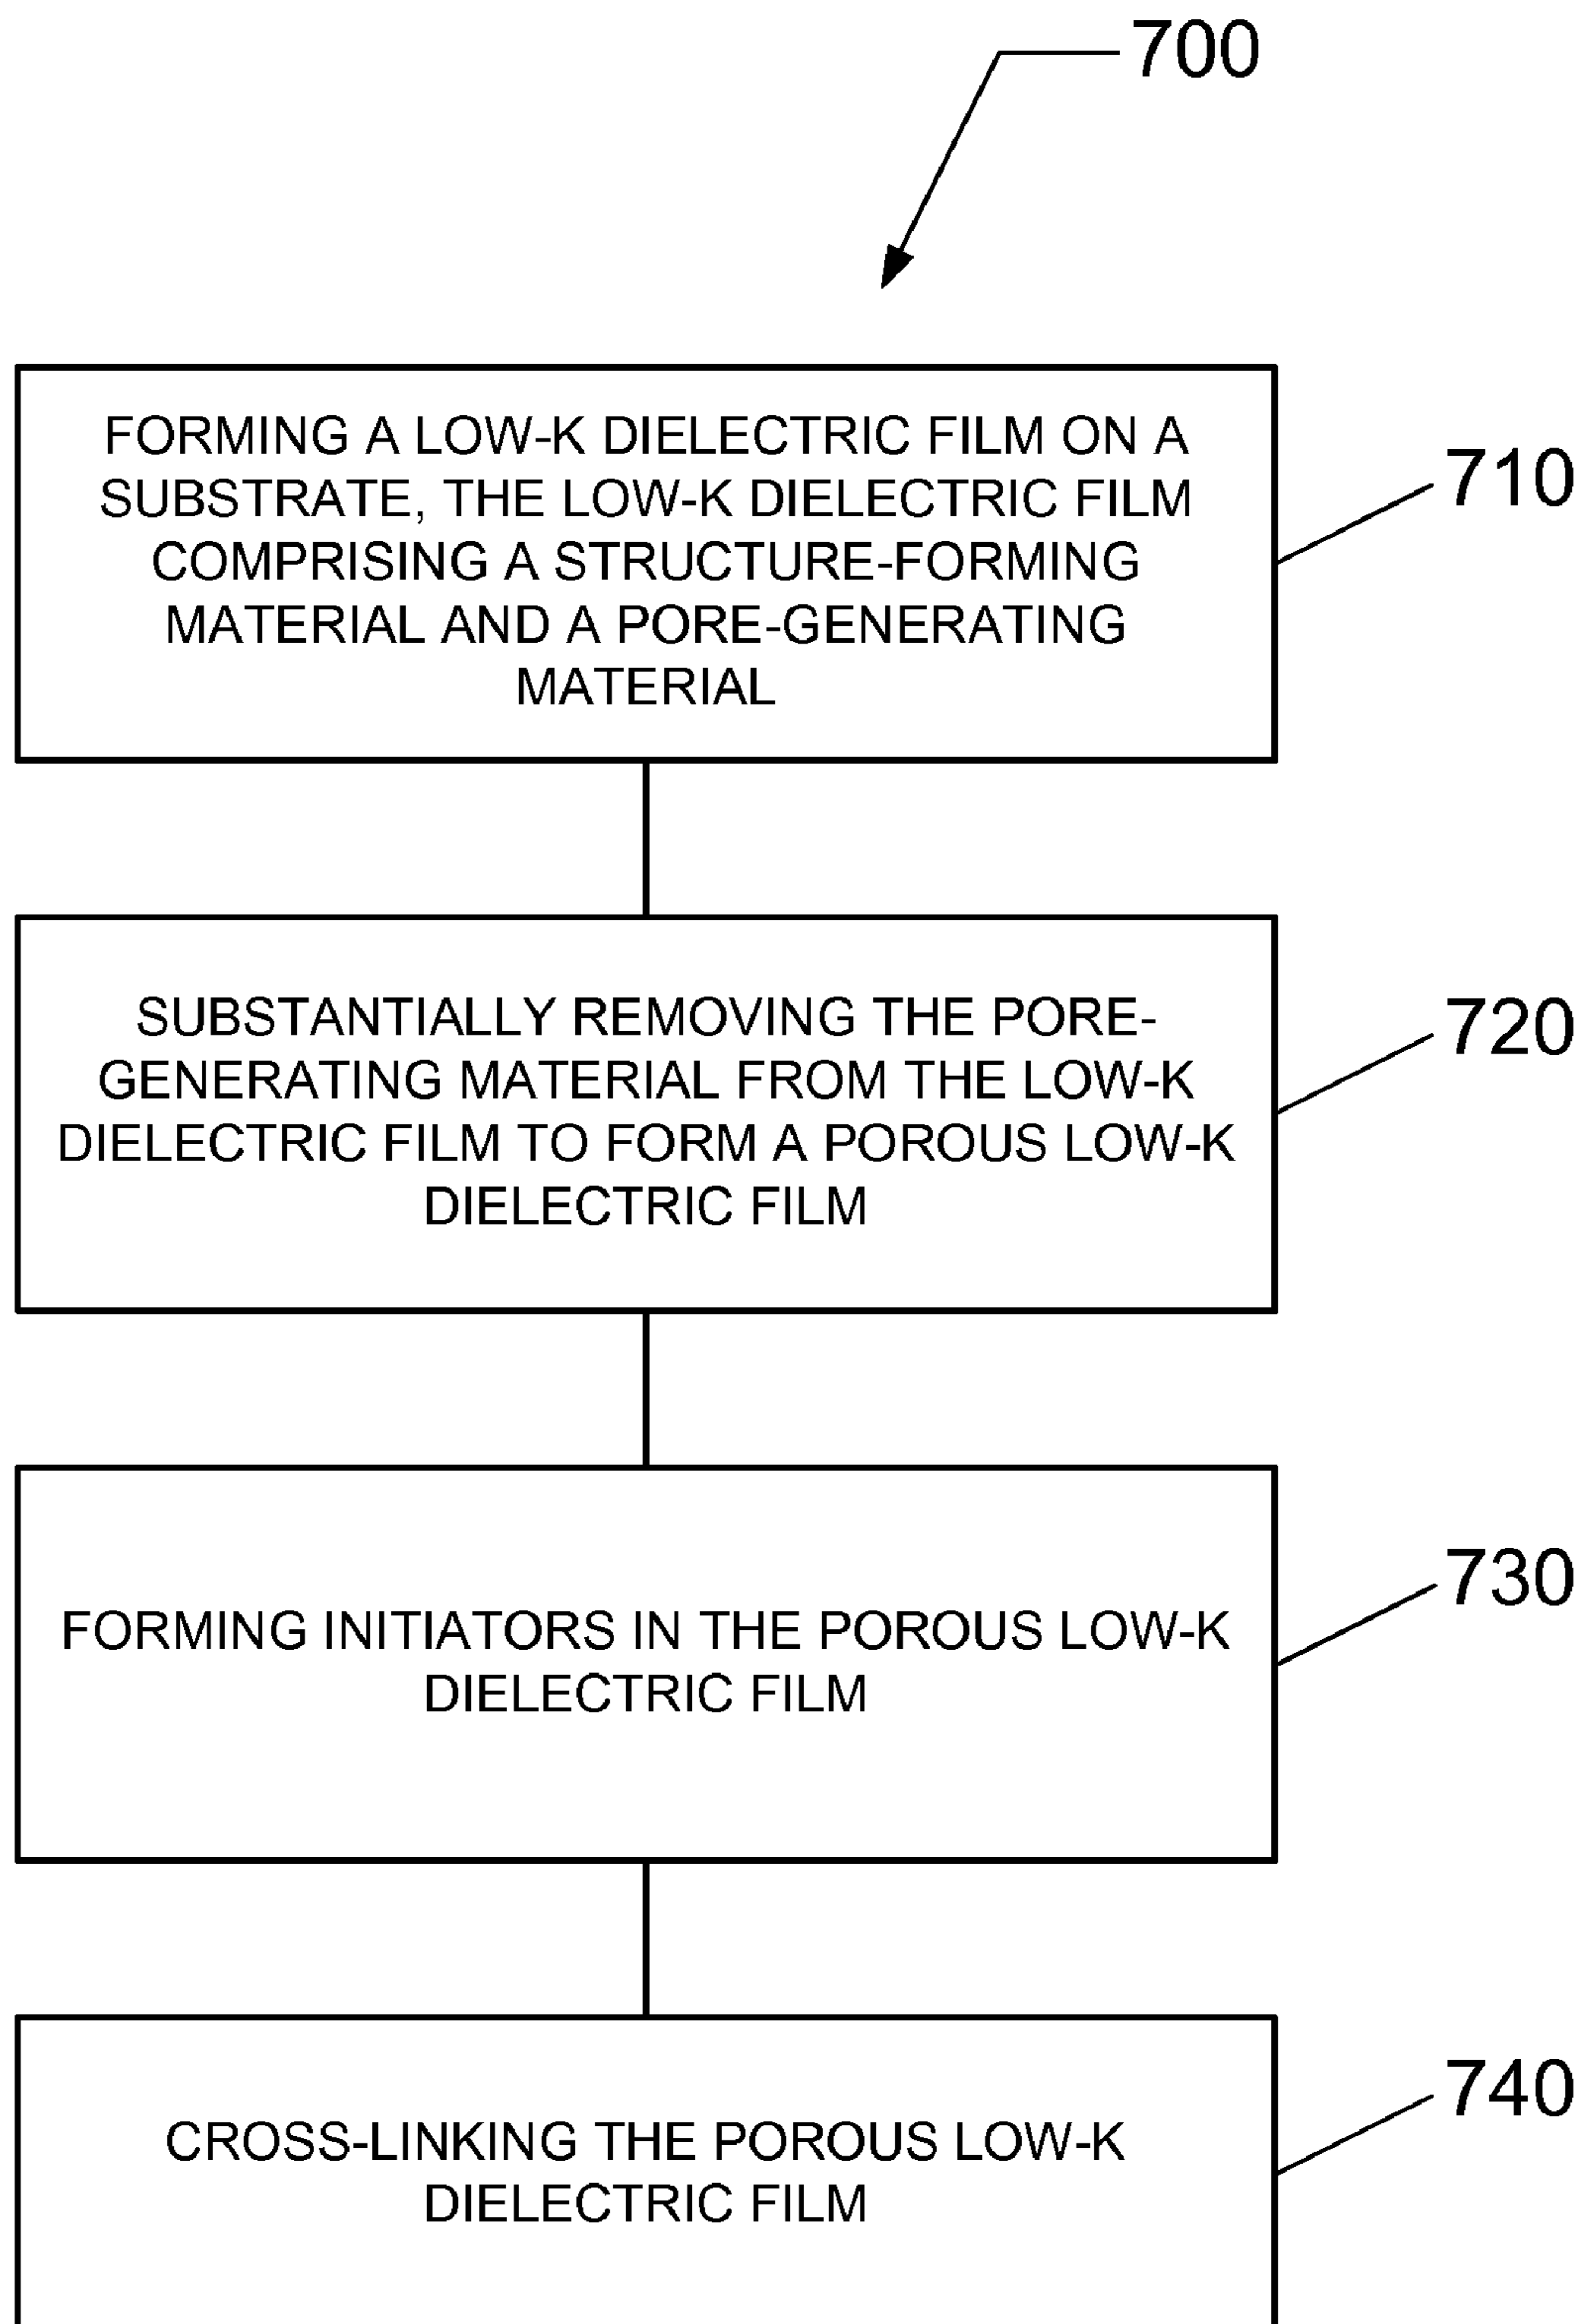 700
FORMING A LOW-K DIELECTRIC FILM ON A
SUBSTRATE, THE LOW-K DIELECTRIC FILM
COMPRISING A STRUCTURE-FORMING
MATERIAL AND A PORE-GENERATING
MATERIAL
710
SUBSTANTIALLY REMOVING THE PORE-
GENERATING MATERIAL FROM THE LOW-K
DIELECTRIC FILM TO FORM A POROUS LOW-K
DIELECTRIC FILM
720
FORMING INITIATORS IN THE POROUS LOW-K
DIELECTRIC FILM
730
CROSS-LINKING THE POROUS LOW-K
DIELECTRIC FILM
740